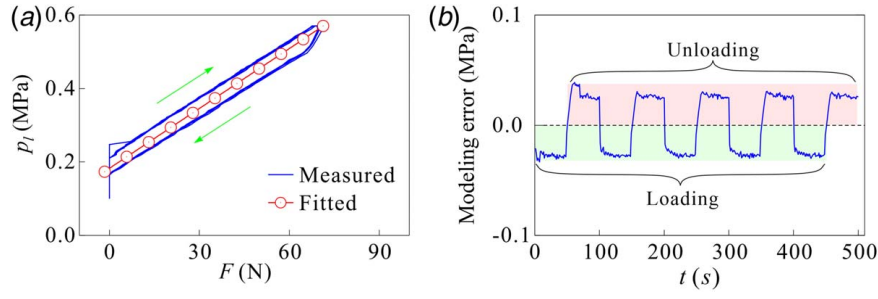 (a)
0.6
0.4
0.2
0.0
p_l (MPa)
Measured
Fitted
0
30
60
90
F (N)
(b)
0.1
0.0
-0.1
Modeling error (MPa)
Unloading
Loading
0
100
200
300
400
500
t (s)